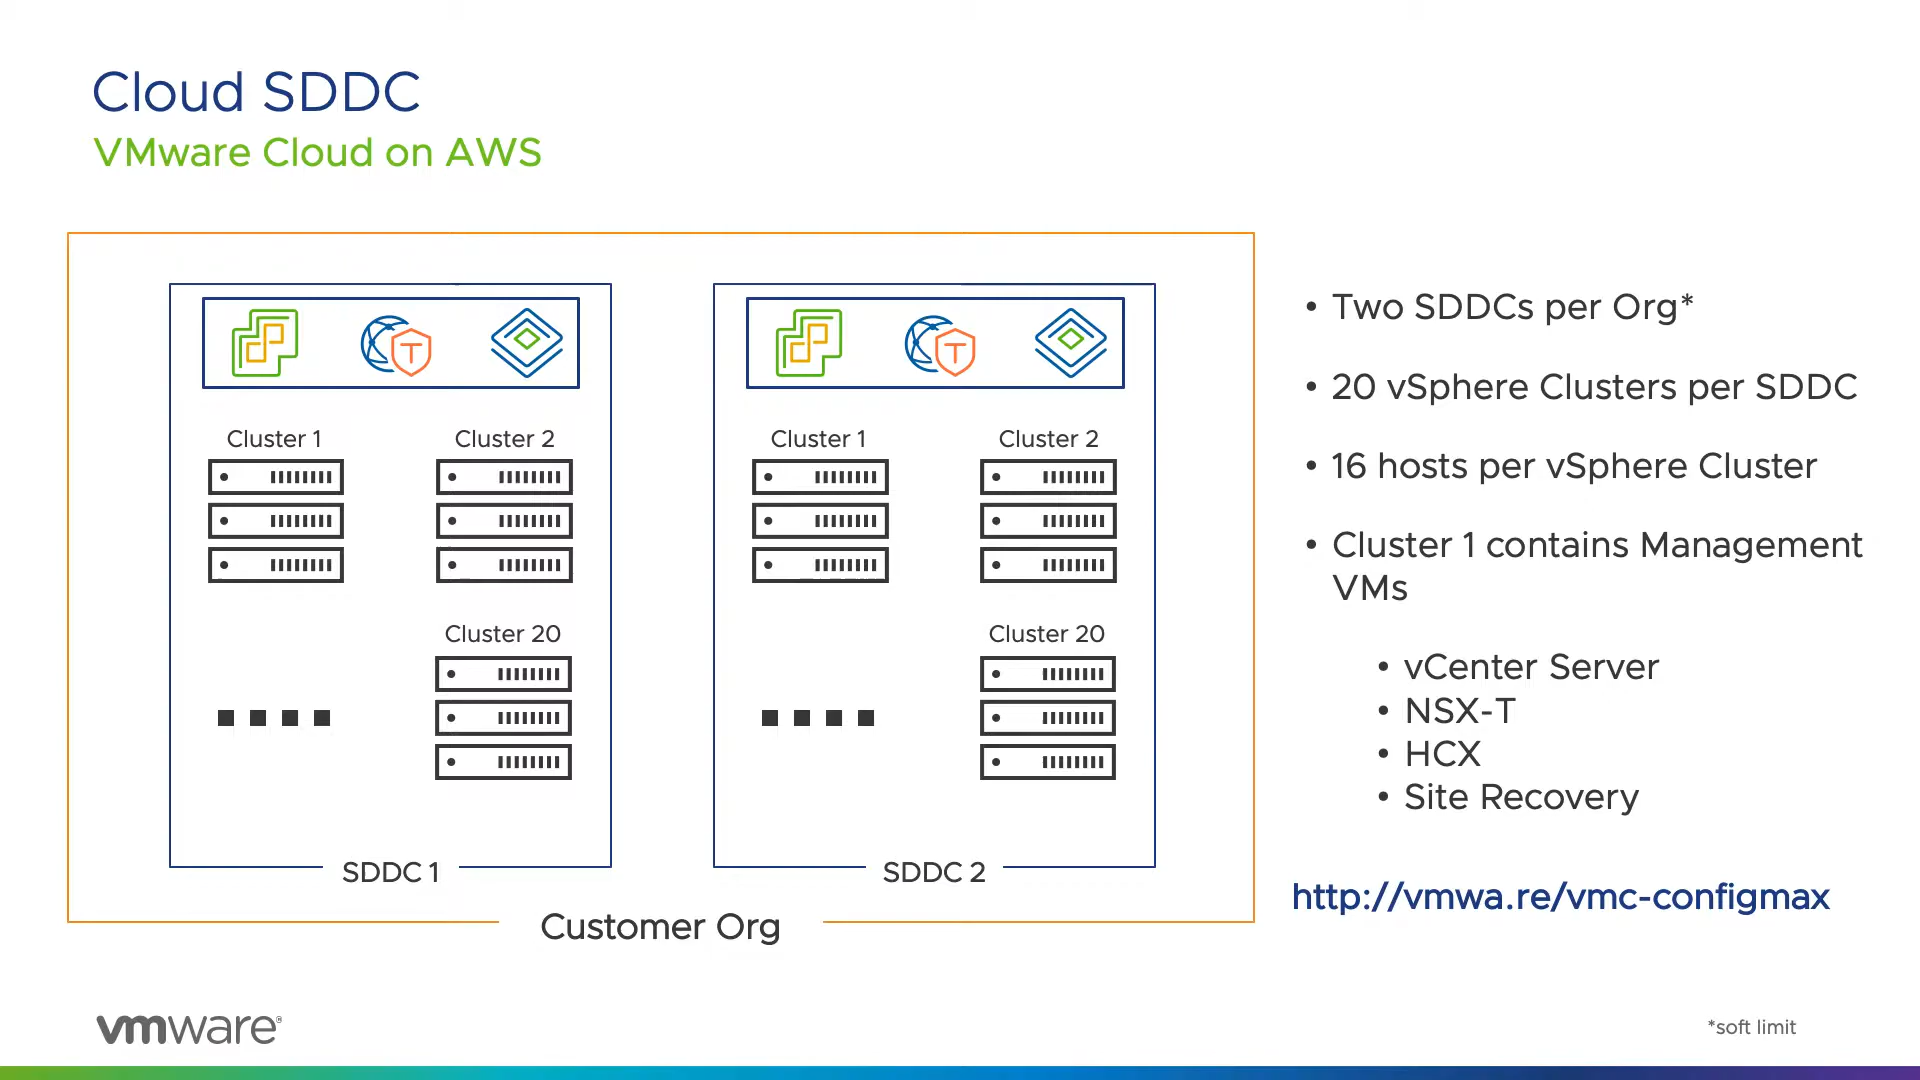 Cloud SDDC
VMware Cloud on AWS
Cluster 1
Cluster 2
Cluster 20
SDDC 1
Cluster 1
Cluster 2
Cluster 20
SDDC 2
Customer Org
• Two SDDCs per Org*
• 20 vSphere Clusters per SDDC
• 16 hosts per vSphere Cluster
• Cluster 1 contains Management
VMs
• vCenter Server
• NSX-T
• HCX
• Site Recovery
http://vmwa.re/vmc-configmax
vmware®
*soft limit